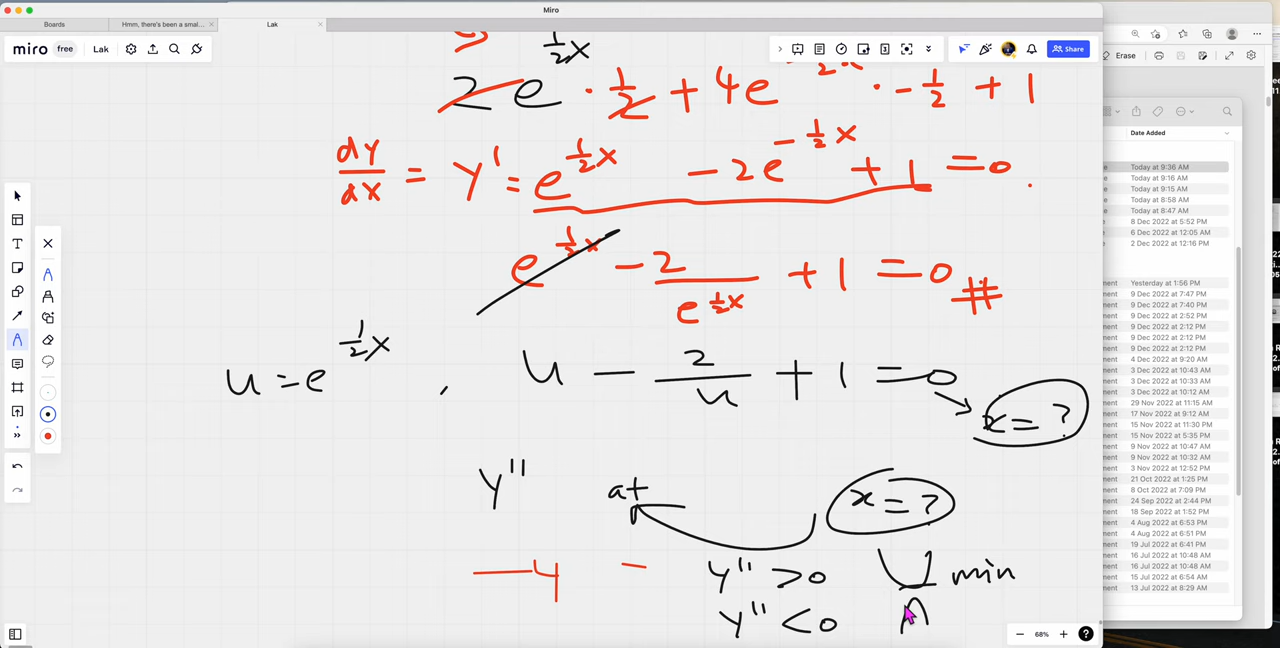 Miro
Boards
Hmm, there's been a smal...
Lak
miro free Lak
Share
Erase
Date Added
Today at 9:36 AM
Today at 9:16 AM
Today at 9:15 AM
Today at 8:58 AM
Today at 8:47 AM
8 Dec 2022 5:52 PM
6 Dec 2022 12:05 AM
2 Dec 2022 12:16 PM
Yesterday at 1:56 PM
9 Dec 2022 at 7:47 PM
9 Dec 2022 at 7:40 PM
9 Dec 2022 at 2:52 PM
9 Dec 2022 at 2:12 PM
9 Dec 2022 at 2:12 PM
9 Dec 2022 at 2:12 PM
4 Dec 2022 at 9:20 AM
3 Dec 2022 at 10:43 AM
3 Dec 2022 at 10:33 AM
3 Dec 2022 at 10:12 AM
29 Nov 2022 at 11:15 AM
17 Nov 2022 at 9:12 AM
15 Nov 2022 at 11:30 PM
15 Nov 2022 at 5:35 PM
9 Nov 2022 at 10:47 AM
9 Nov 2022 at 10:32 AM
3 Nov 2022 at 12:52 PM
21 Oct 2022 at 1:25 PM
8 Oct 2022 at 7:09 PM
24 Sep 2022 at 2:44 PM
18 Sep 2022 at 1:52 PM
4 Aug 2022 at 6:53 PM
4 Aug 2022 at 6:51 PM
19 Jul 2022 at 6:41 PM
16 Jul 2022 at 10:48 AM
16 Jul 2022 at 10:48 AM
15 Jul 2022 at 6:54 AM
13 Jul 2022 at 8:29 AM
2e^{1/2 x} · 1/2 + 4e · -1/2 + 1
dy/dx = y' = e^{1/2 x} - 2e^{-1/2 x} + 1 = 0.
e^{1/2 x} - 2/e^{1/2 x} + 1 = 0 #
u = e^{1/2 x} , u - 2/u + 1 = 0
x = ?
y'' at x = ?
-4 - y'' > 0 min
y'' < 0
68%